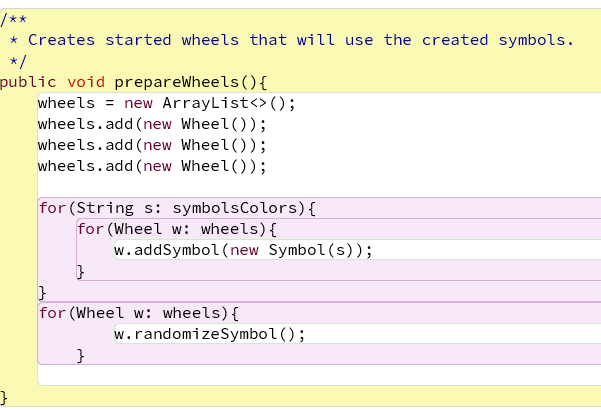 /**
 * Creates started wheels that will use the created symbols.
 */
public void prepareWheels(){
    wheels = new ArrayList<>();
    wheels.add(new Wheel());
    wheels.add(new Wheel());
    wheels.add(new Wheel());
    for(String s: symbolsColors){
        for(Wheel w: wheels){
            w.addSymbol(new Symbol(s));
        }
    }
    for(Wheel w: wheels){
            w.randomizeSymbol();
        }
}